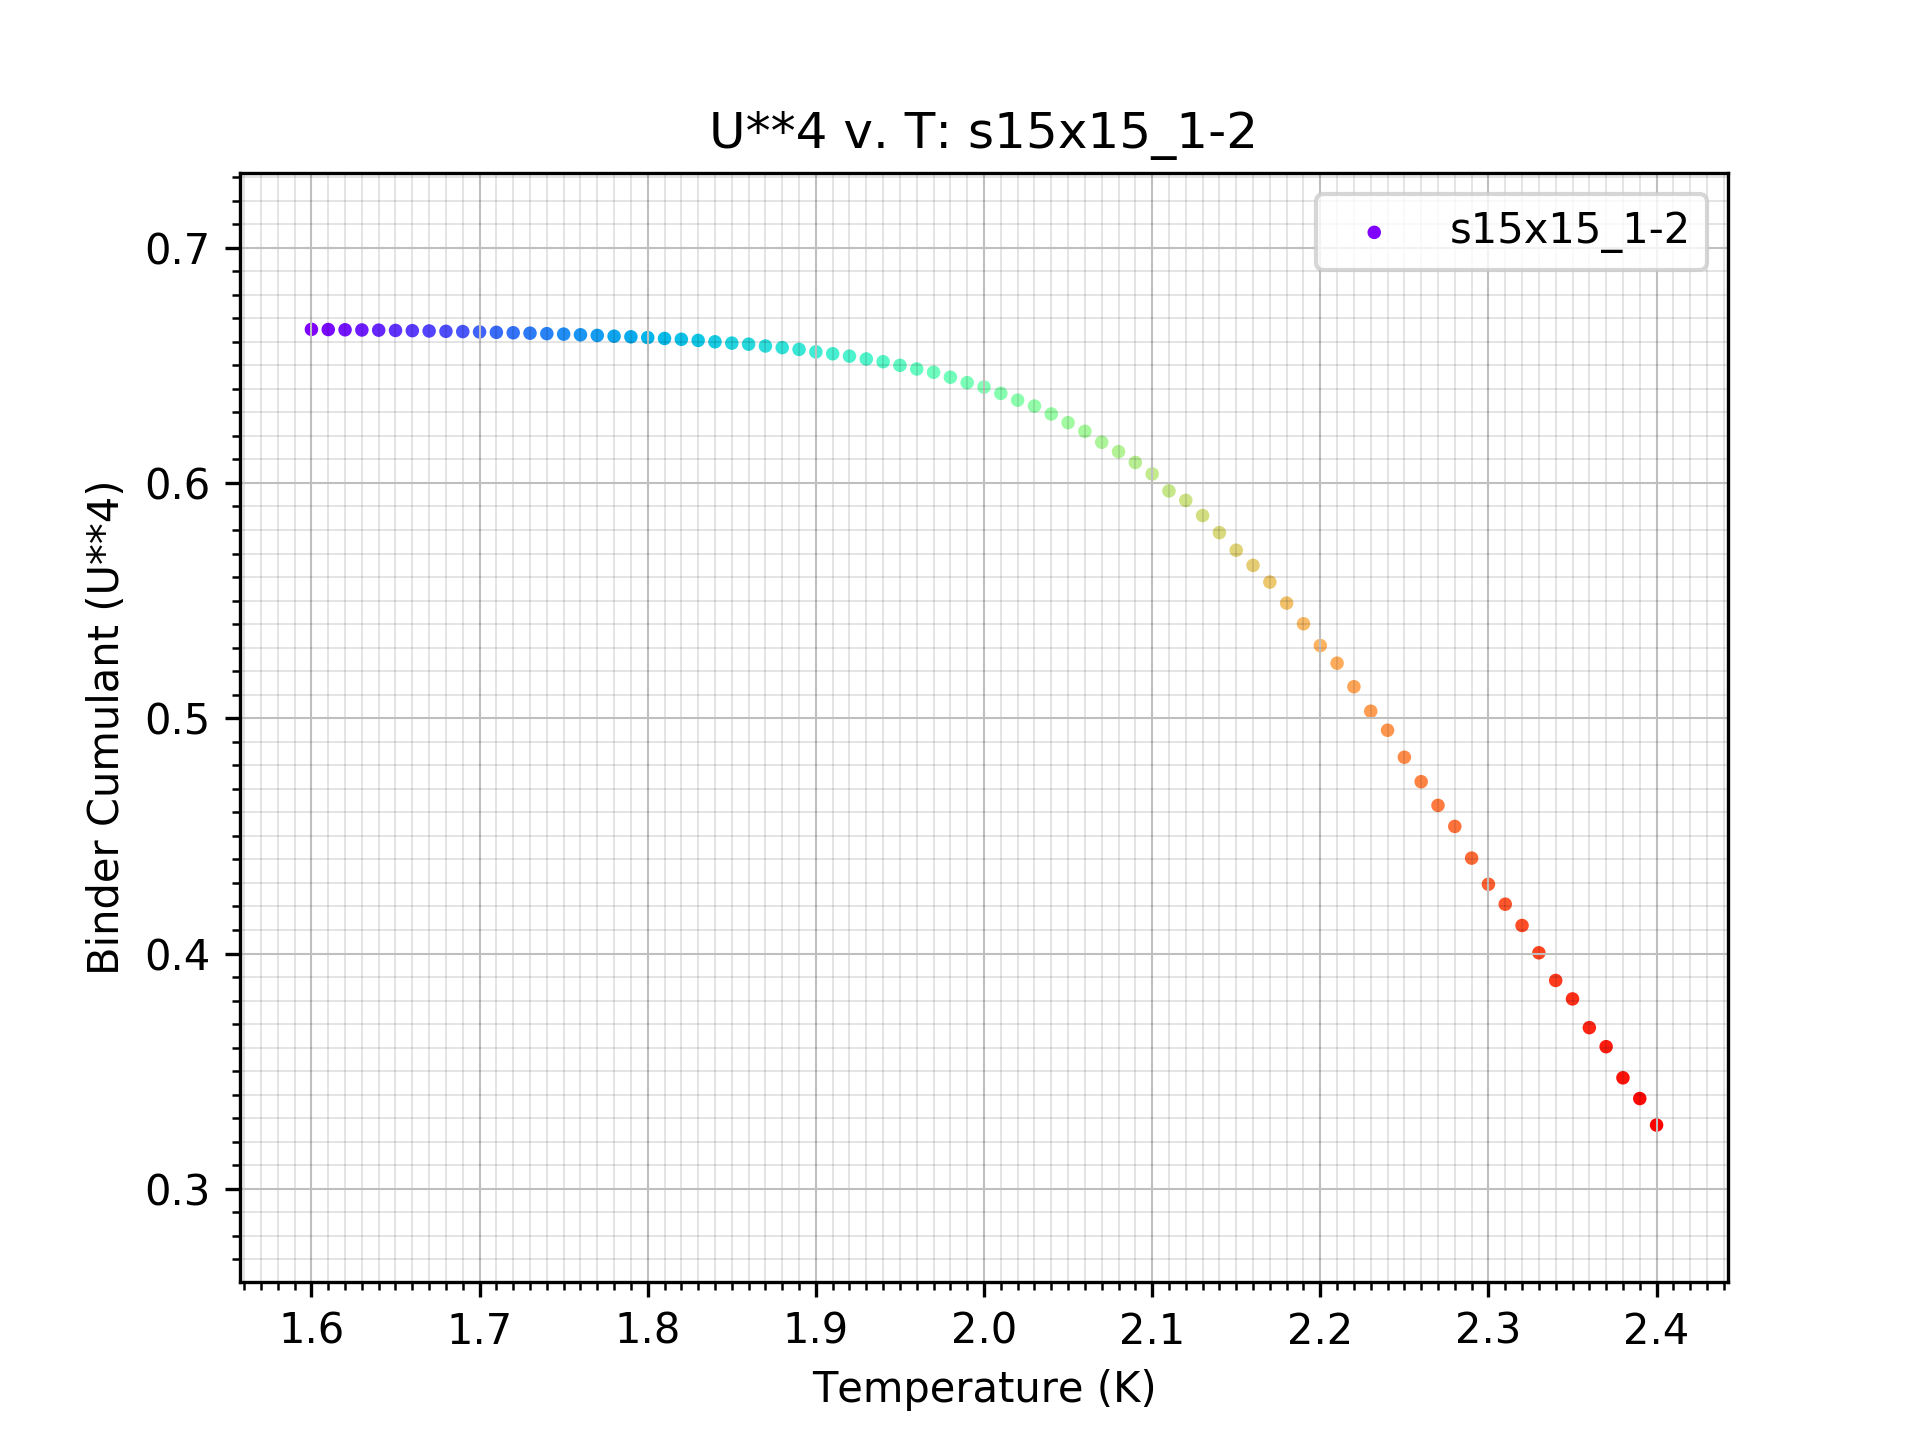 U**4 v. T: s15x15_1-2
s15x15_1-2
Binder Cumulant (U**4)
0.7
0.6
0.5
0.4
0.3
1.6 1.7 1.8 1.9 2.0 2.1 2.2 2.3 2.4
Temperature (K)